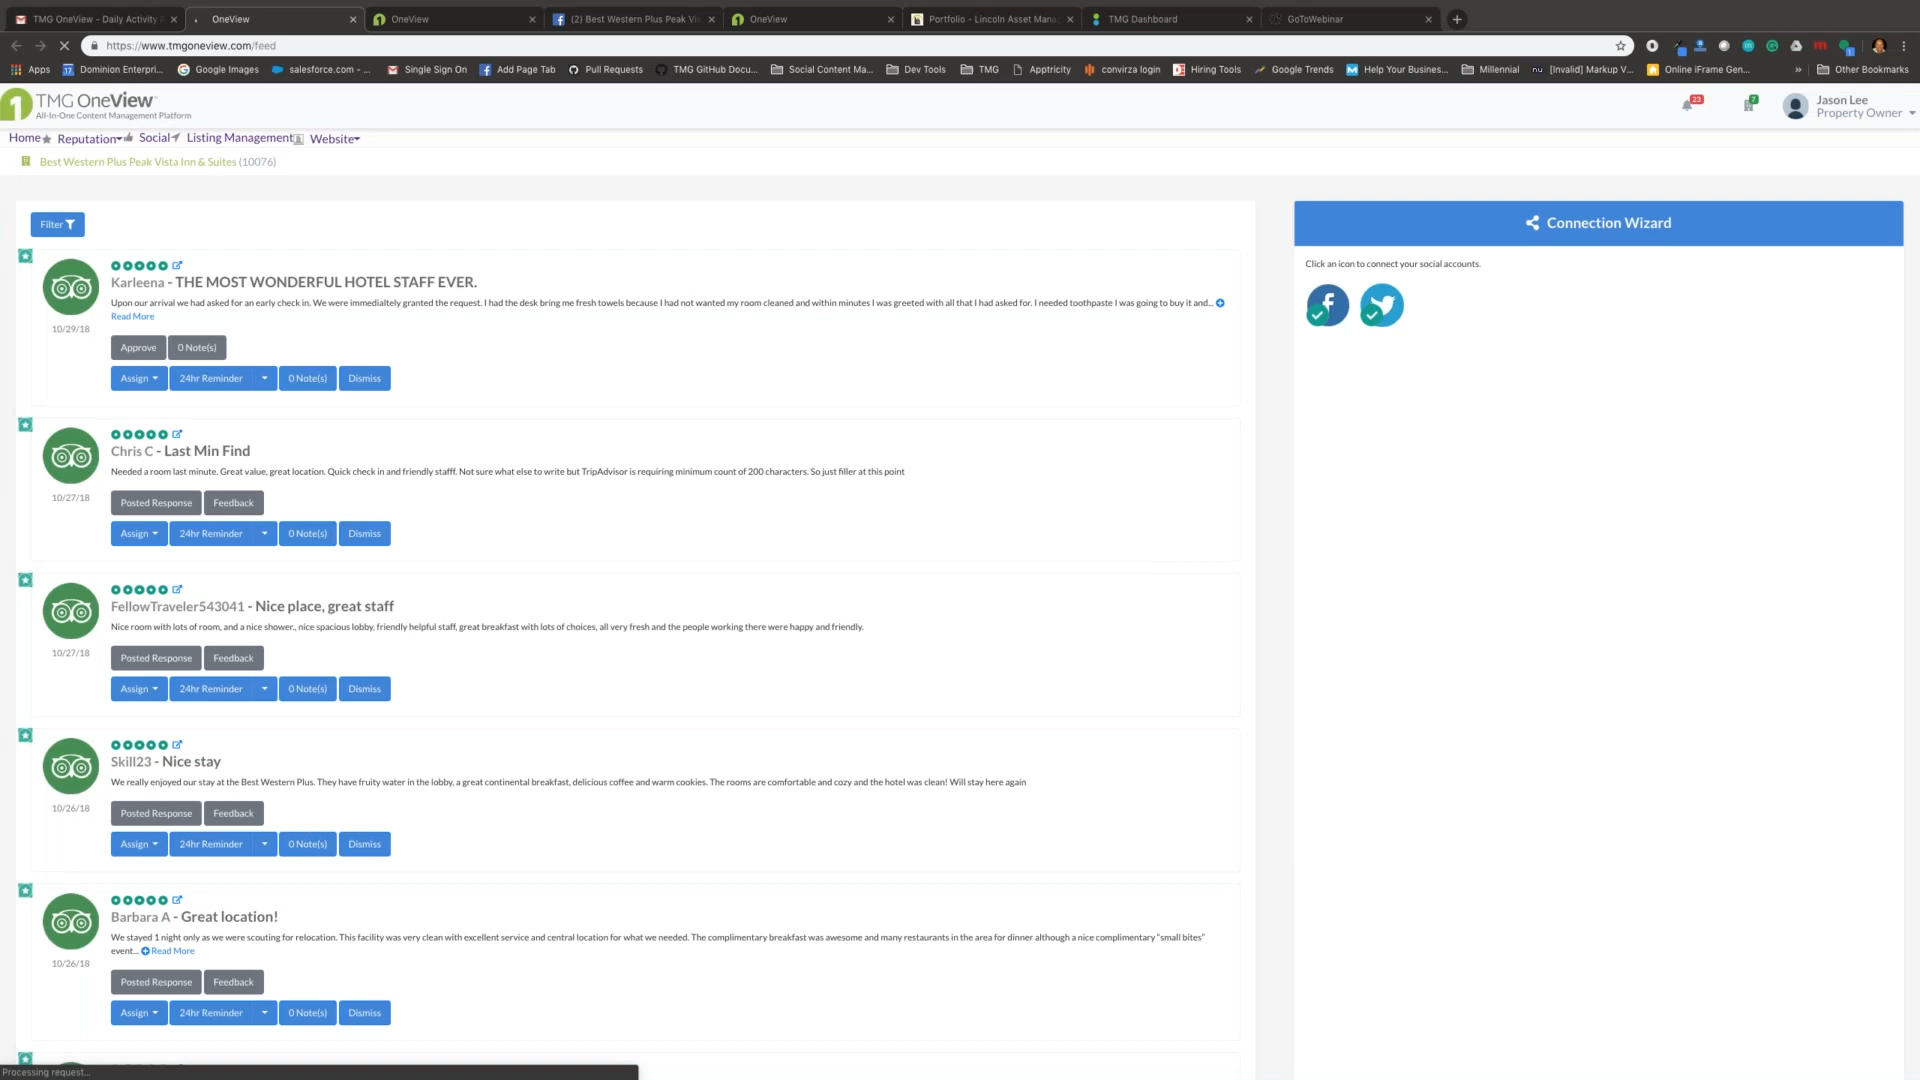 TMG OneView - Daily Activity
OneView
OneView
(2) Best Western Plus Peak Vi
OneView
Portfolio - Lincoln Asset Mana
TMG Dashboard
GoToWebinar
https://www.tmgoneview.com/feed
Apps
Dominion Enterpri...
Google Images
salesforce.com - ...
Single Sign On
Add Page Tab
Pull Requests
TMG GitHub Docu...
Social Content Ma...
Dev Tools
TMG
Apptricity
convirza login
Hiring Tools
Google Trends
Help Your Busines...
Millennial
[Invalid] Markup V...
Online iFrame Gen...
»
Other Bookmarks
TMG OneView
All-In-One Content Management Platform
23
7
Jason Lee
Property Owner
Home
Reputation
Social
Listing Management
Website
Best Western Plus Peak Vista Inn & Suites (10076)
Filter
Connection Wizard
Click an icon to connect your social accounts.
Karleena - THE MOST WONDERFUL HOTEL STAFF EVER.
Upon our arrival we had asked for an early check in. We were immedialtely granted the request. I had the desk bring me fresh towels because I had not wanted my room cleaned and within minutes I was greeted with all that I had asked for. I needed toothpaste I was going to buy it and...
Read More
10/29/18
Approve
0 Note(s)
Assign
24hr Reminder
0 Note(s)
Dismiss
Chris C - Last Min Find
Needed a room last minute. Great value, great location. Quick check in and friendly stafff. Not sure what else to write but TripAdvisor is requiring minimum count of 200 characters. So just filler at this point
10/27/18
Posted Response
Feedback
Assign
24hr Reminder
0 Note(s)
Dismiss
FellowTraveler543041 - Nice place, great staff
Nice room with lots of room, and a nice shower., nice spacious lobby, friendly helpful staff, great breakfast with lots of choices, all very fresh and the people working there were happy and friendly.
10/27/18
Posted Response
Feedback
Assign
24hr Reminder
0 Note(s)
Dismiss
Skill23 - Nice stay
We really enjoyed our stay at the Best Western Plus. They have fruity water in the lobby, a great continental breakfast, delicious coffee and warm cookies. The rooms are comfortable and cozy and the hotel was clean! Will stay here again
10/26/18
Posted Response
Feedback
Assign
24hr Reminder
0 Note(s)
Dismiss
Barbara A - Great location!
We stayed 1 night only as we were scouting for relocation. This facility was very clean with excellent service and central location for what we needed. The complimentary breakfast was awesome and many restaurants in the area for dinner although a nice complimentary "small bites"
event... Read More
10/26/18
Posted Response
Feedback
Assign
24hr Reminder
0 Note(s)
Dismiss
Processing request...